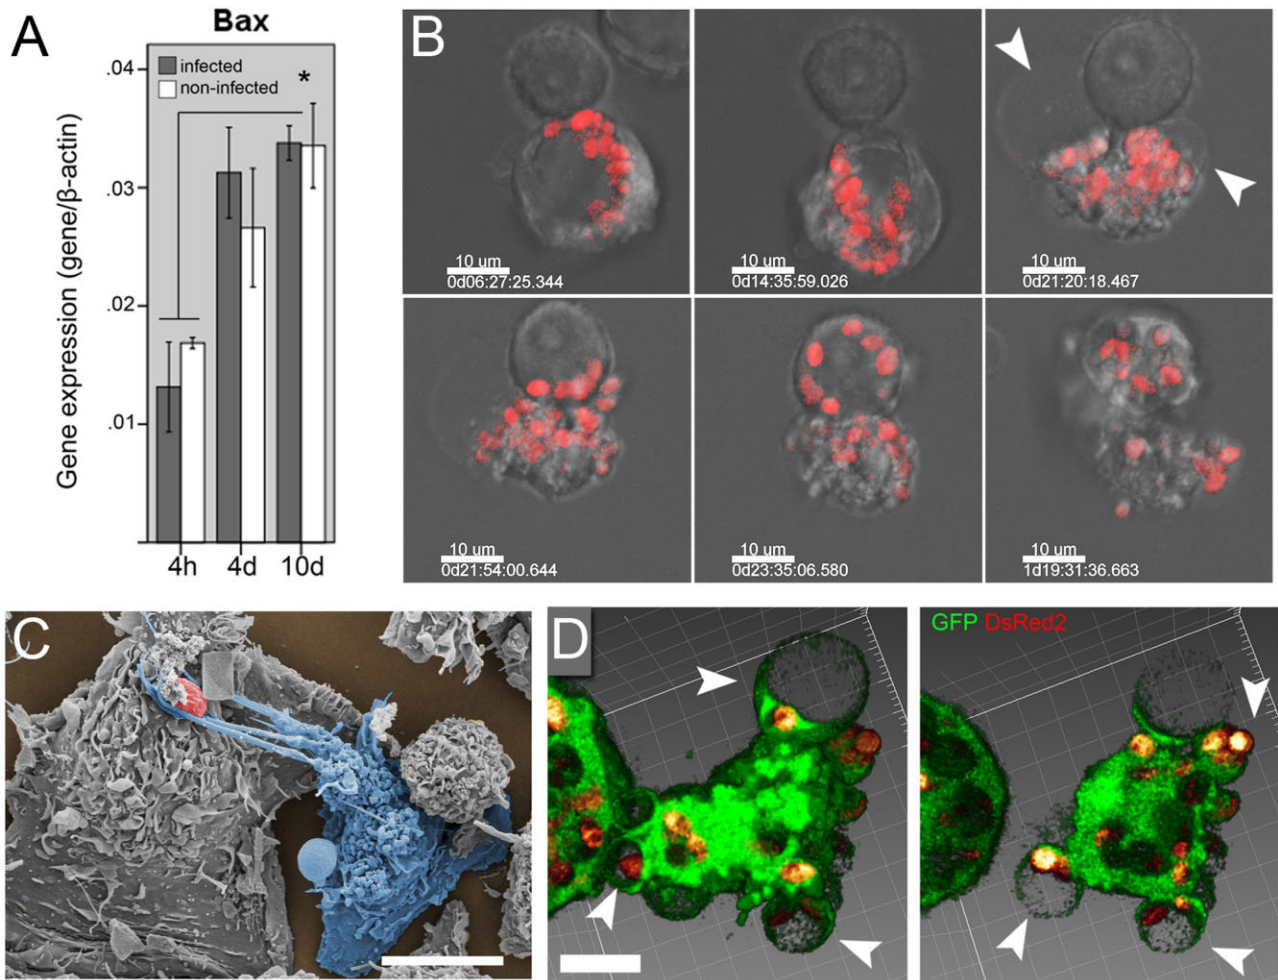 A
Bax
infected
non-infected
*
Gene expression (gene/β-actin)
.04
.03
.02
.01
4h 4d 10d
B
10 um
0d06:27:25.344
10 um
0d14:35:59.026
10 um
0d21:20:18.467
10 um
0d21:54:00.644
10 um
0d23:35:06.580
10 um
1d19:31:36.663
C
D
GFP DsRed2